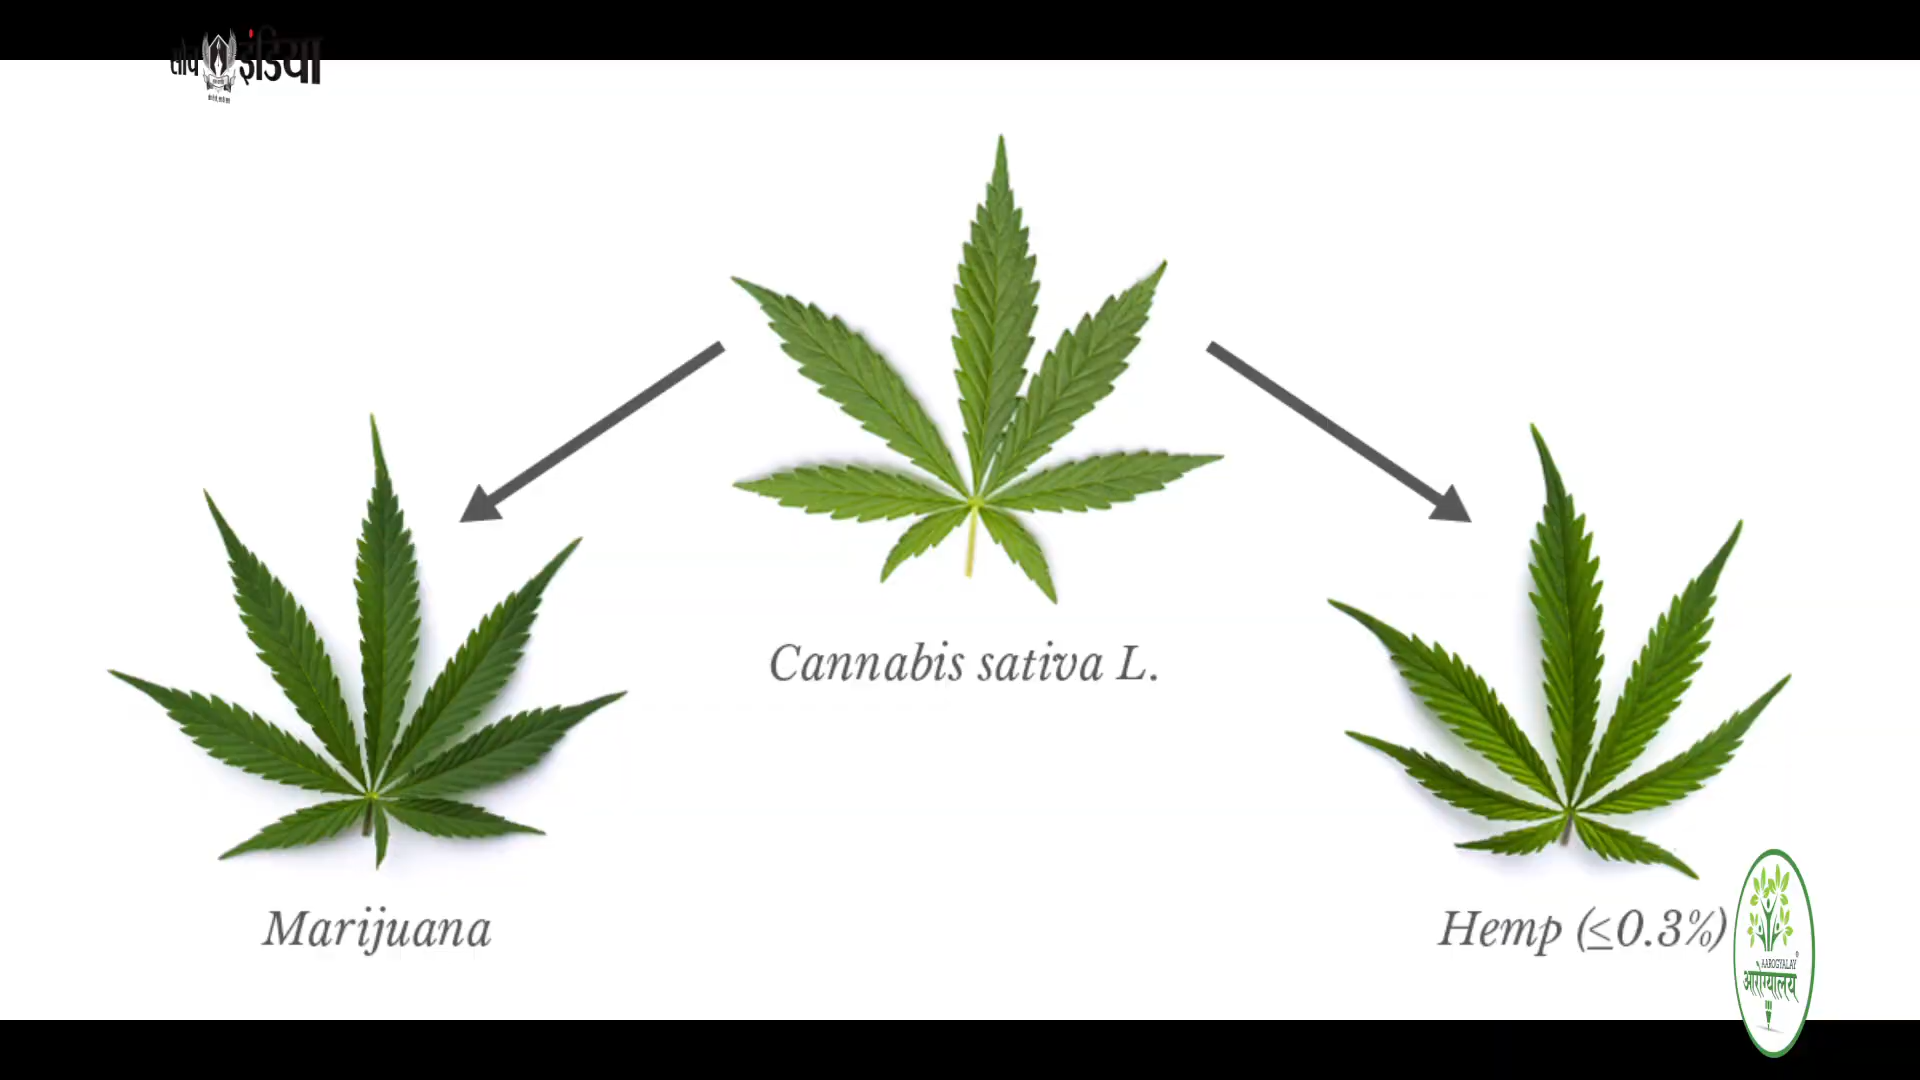 सोच इंडिया
Cannabis sativa L.
Marijuana
Hemp (≤0.3%)
AAROGYALAY
आरोग्यालय